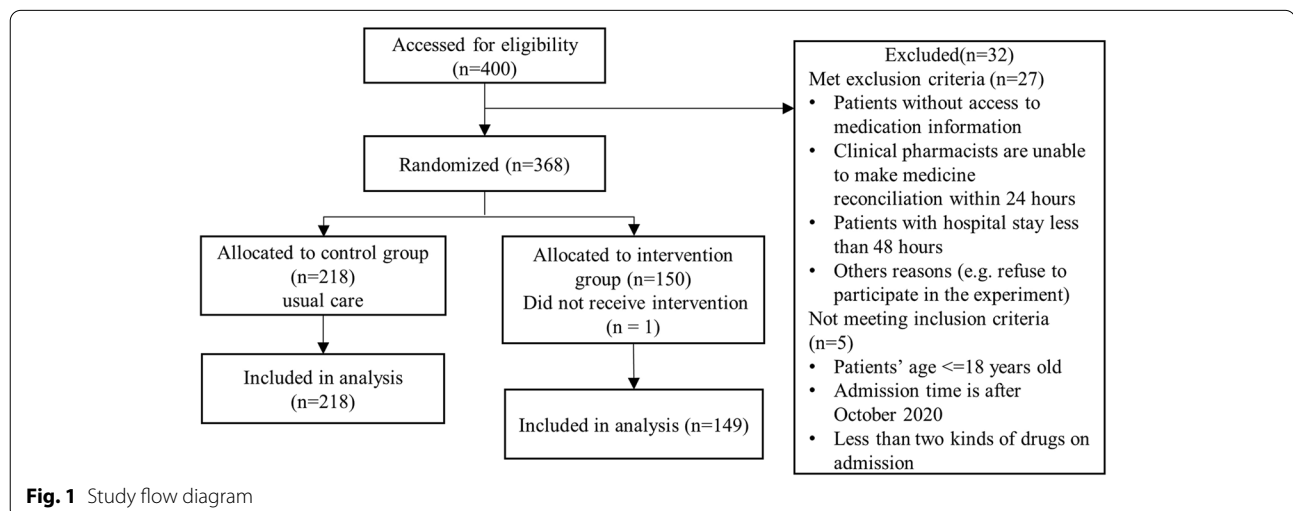 Accessed for eligibility
(n=400)
Excluded(n=32)
Met exclusion criteria (n=27)
• Patients without access to
medication information
• Clinical pharmacists are unable
to make medicine
reconciliation within 24 hours
• Patients with hospital stay less
than 48 hours
• Others reasons (e.g. refuse to
participate in the experiment)
Not meeting inclusion criteria
(n=5)
• Patients’ age <=18 years old
• Admission time is after
October 2020
• Less than two kinds of drugs on
admission
Randomized (n=368)
Allocated to control group
(n=218)
usual care
Allocated to intervention
group (n=150)
Did not receive intervention
(n = 1)
Included in analysis
(n=218)
Included in analysis (n=149)
Fig. 1 Study flow diagram